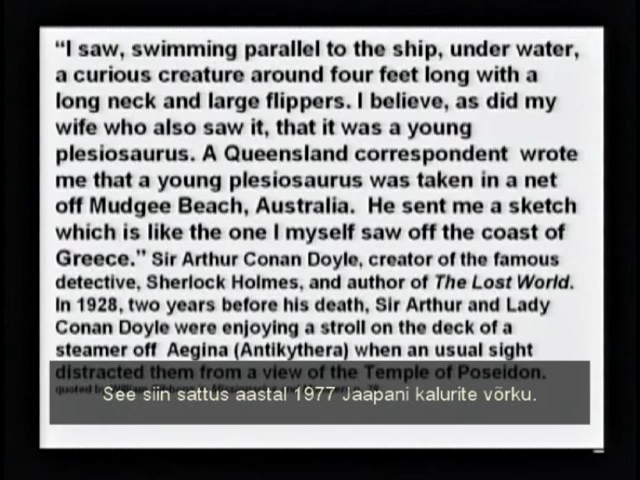 “I saw, swimming parallel to the ship, under water,
a curious creature around four feet long with a
long neck and large flippers. I believe, as did my
wife who also saw it, that it was a young
plesiosaurus. A Queensland correspondent wrote
me that a young plesiosaurus was taken in a net
off Mudgee Beach, Australia. He sent me a sketch
which is like the one I myself saw off the coast of
Greece.” Sir Arthur Conan Doyle, creator of the famous
detective, Sherlock Holmes, and author of The Lost World.
In 1928, two years before his death, Sir Arthur and Lady
Conan Doyle were enjoying a stroll on the deck of a
steamer off Aegina (Antikythera) when an usual sight
distracted them from a view of the Temple of Poseidon.
quoted by
See siin sattus aastal 1977 Jaapani kalurite võrku.